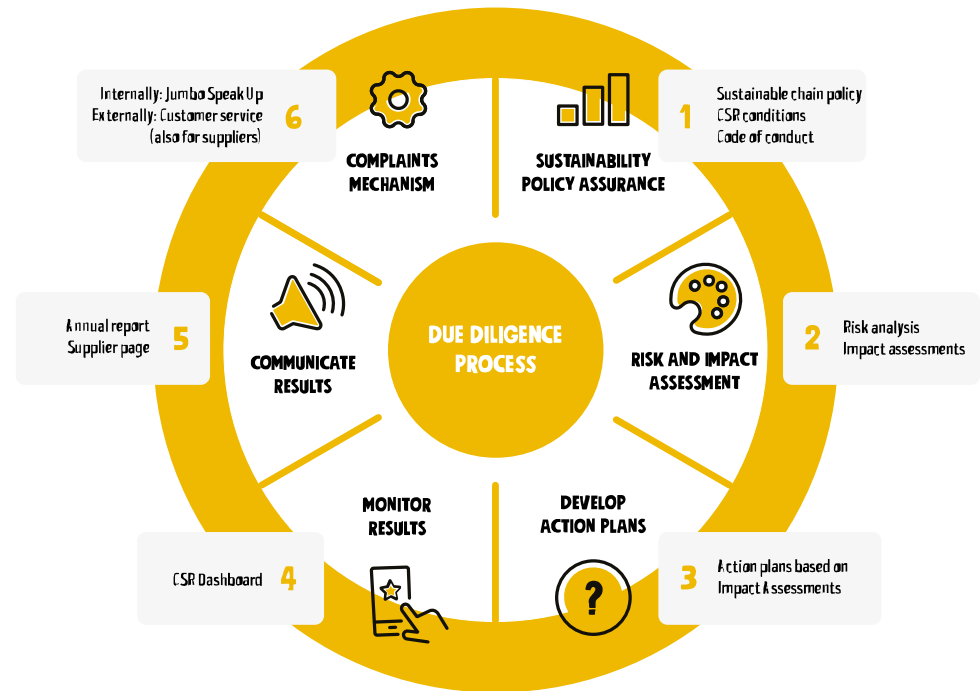 DUE DILIGENCE
PROCESS
1
Sustainable chain policy
CSR conditions
Code of conduct
SUSTAINABILITY
POLICY ASSURANCE
2
Risk analysis
Impact assessments
RISK AND IMPACT
ASSESSMENT
3
Action plans based on
Impact Assessments
DEVELOP
ACTION PLANS
?
4
CSR Dashboard
MONITOR
RESULTS
5
Annual report
Supplier page
COMMUNICATE
RESULTS
6
Internally: Jumbo Speak Up
Externally: Customer service
(also for suppliers)
COMPLAINTS
MECHANISM